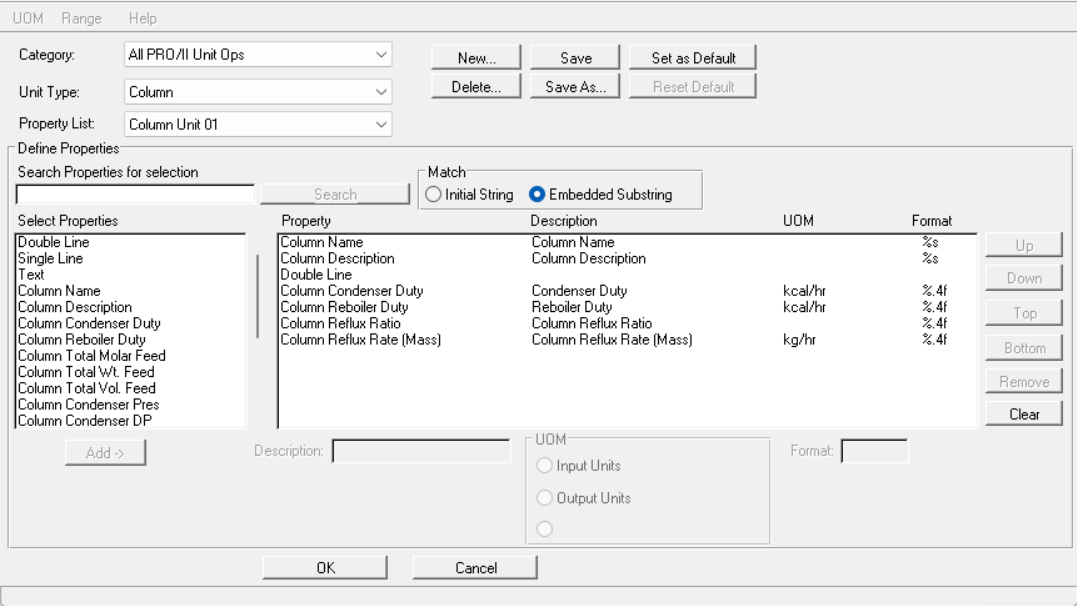 UOM Range Help
Category: All PRO/II Unit Ops New... Save Set as Default
Unit Type: Column Delete... Save As... Reset Default
Property List: Column Unit 01
Define Properties
Search Properties for selection Match
Search Initial String Embedded Substring
Select Properties Property Description UOM Format
Double Line Column Name Column Name %s
Single Line Column Description Column Description %s
Text Double Line
Column Name Column Condenser Duty Condenser Duty kcal/hr %.4f
Column Description Column Reboiler Duty Reboiler Duty kcal/hr %.4f
Column Condenser Duty Column Reflux Ratio Column Reflux Ratio %.4f
Column Reboiler Duty Column Reflux Rate (Mass) Column Reflux Rate (Mass) kg/hr %.4f
Column Total Molar Feed
Column Total Wt. Feed
Column Total Vol. Feed
Column Condenser Pres
Column Condenser DP
Up
Down
Top
Bottom
Remove
Clear
Add -> Description: UOM Format:
Input Units
Output Units
OK Cancel